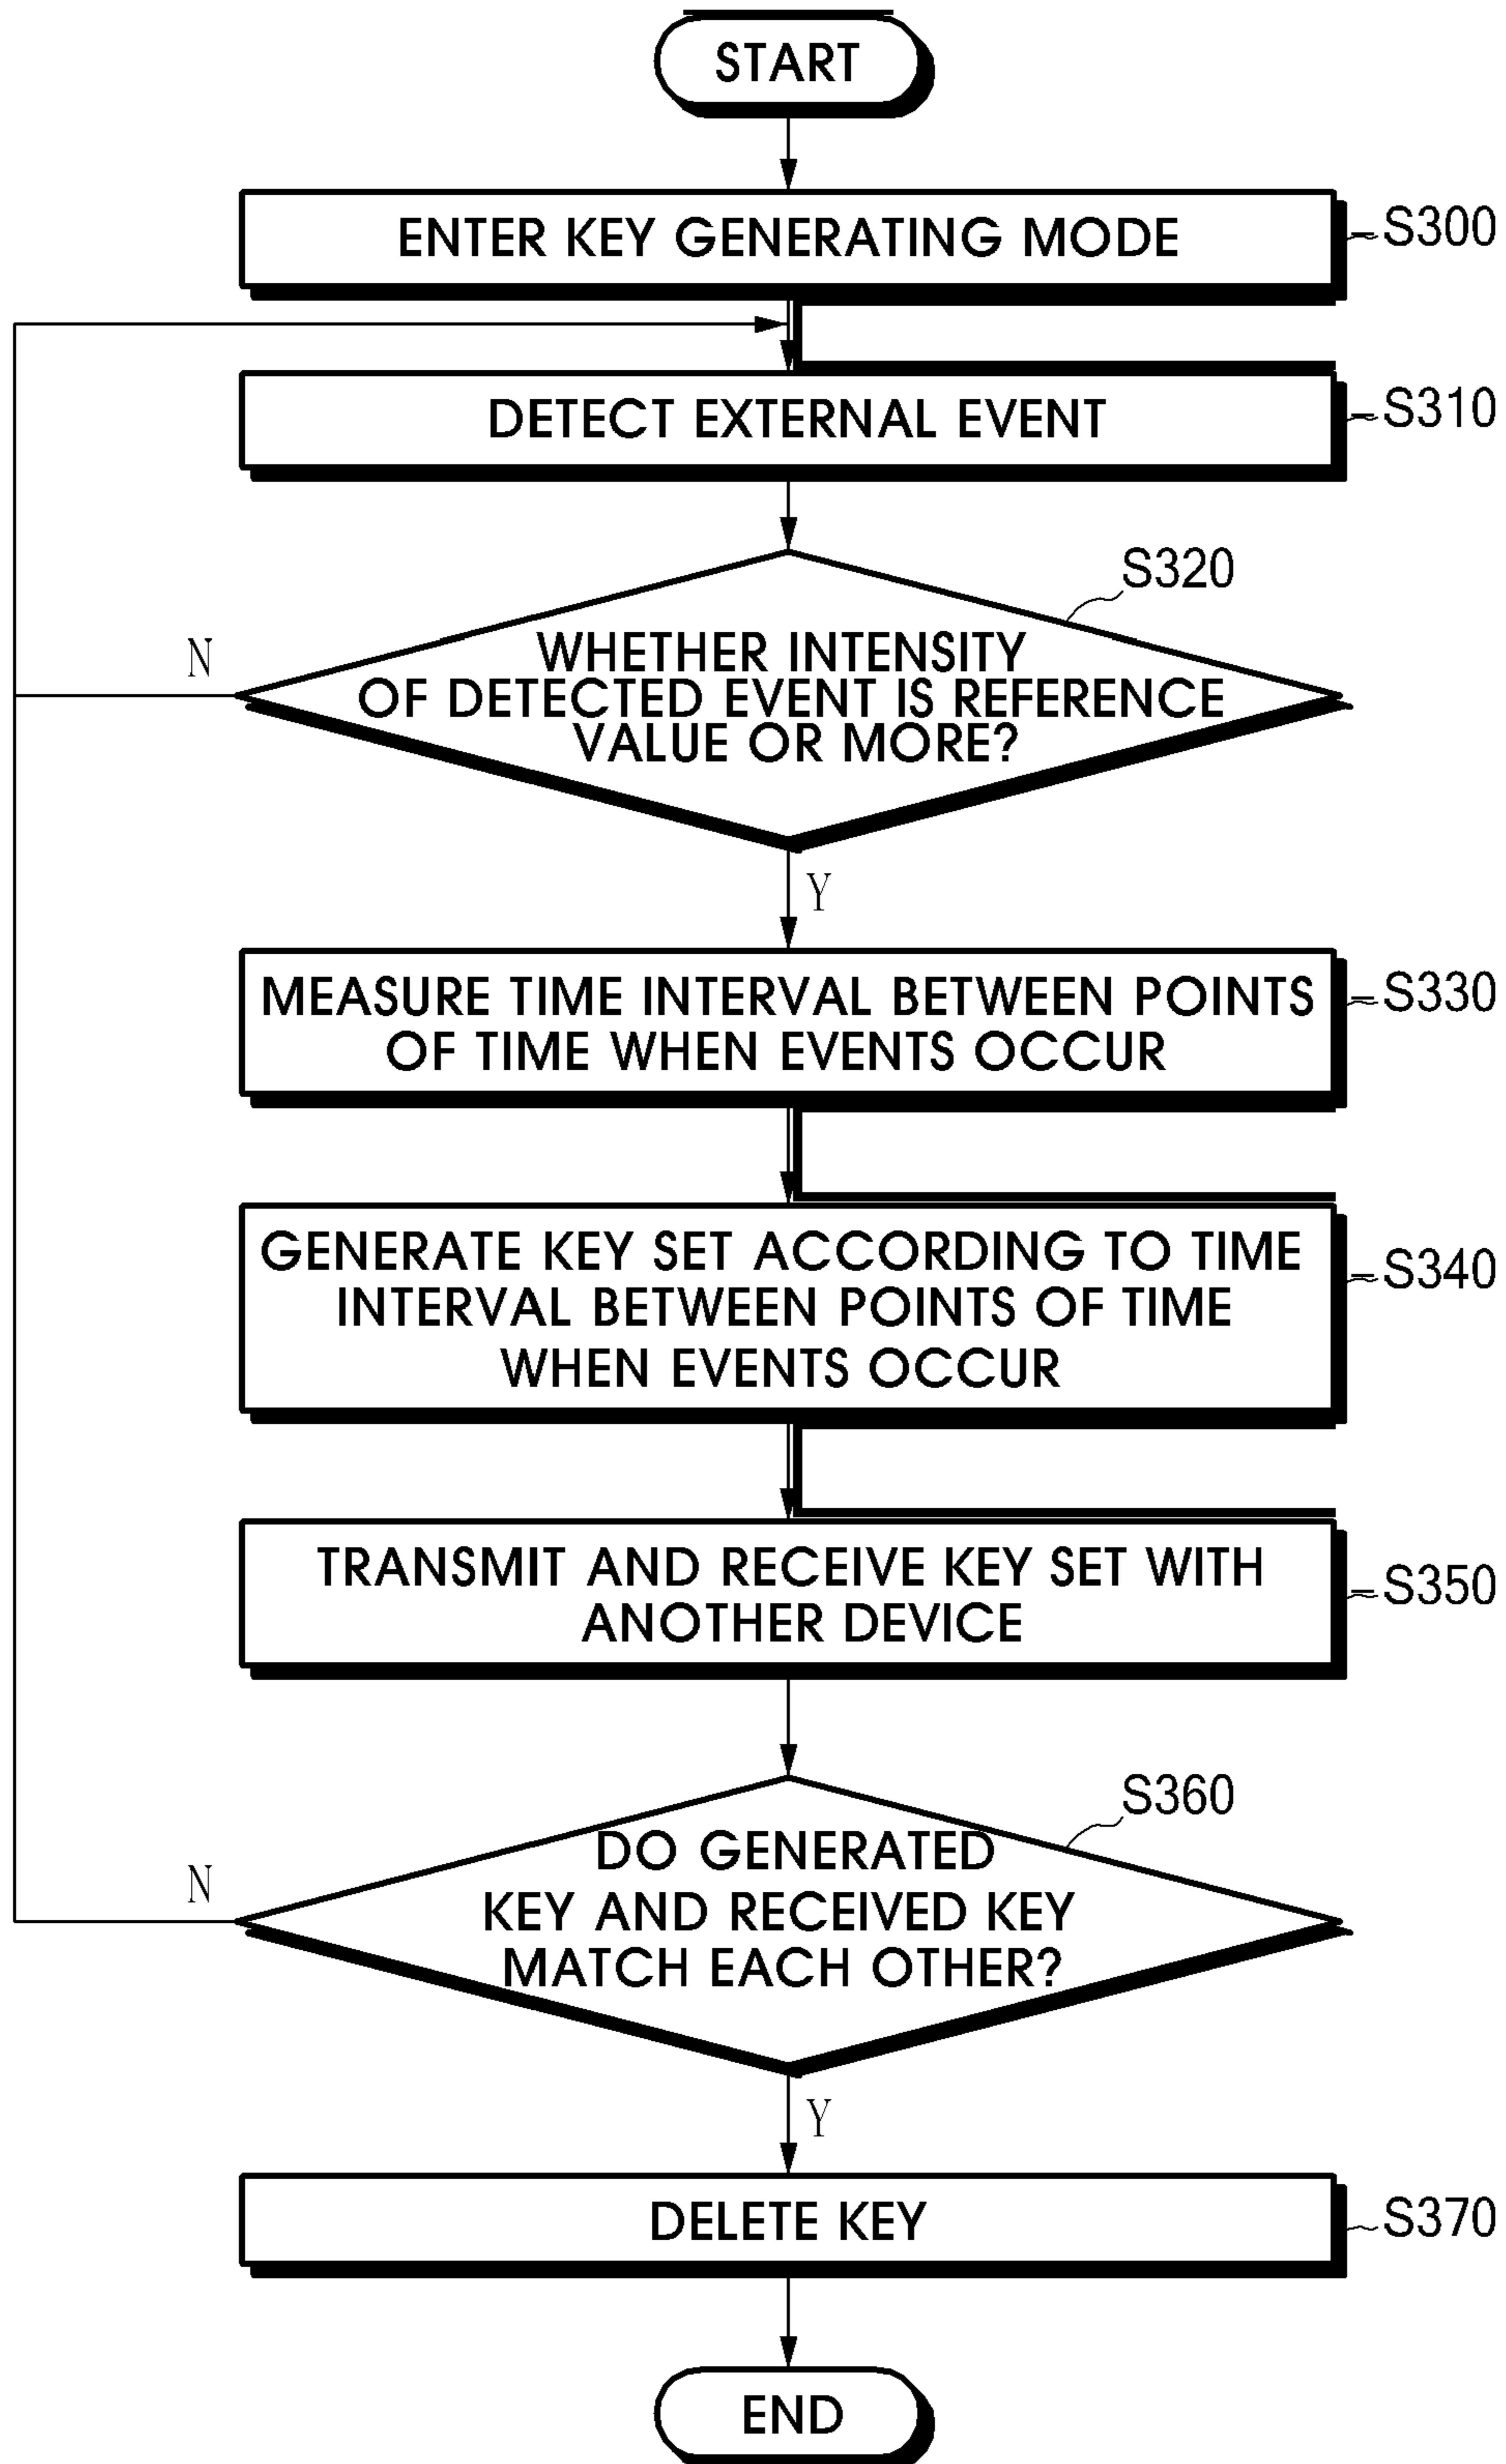 START
ENTER KEY GENERATING MODE
S300
DETECT EXTERNAL EVENT
S310
S320
WHETHER INTENSITY
OF DETECTED EVENT IS REFERENCE
VALUE OR MORE?
N
Y
MEASURE TIME INTERVAL BETWEEN POINTS
OF TIME WHEN EVENTS OCCUR
S330
GENERATE KEY SET ACCORDING TO TIME
INTERVAL BETWEEN POINTS OF TIME
WHEN EVENTS OCCUR
S340
TRANSMIT AND RECEIVE KEY SET WITH
ANOTHER DEVICE
S350
S360
DO GENERATED
KEY AND RECEIVED KEY
MATCH EACH OTHER?
N
Y
DELETE KEY
S370
END